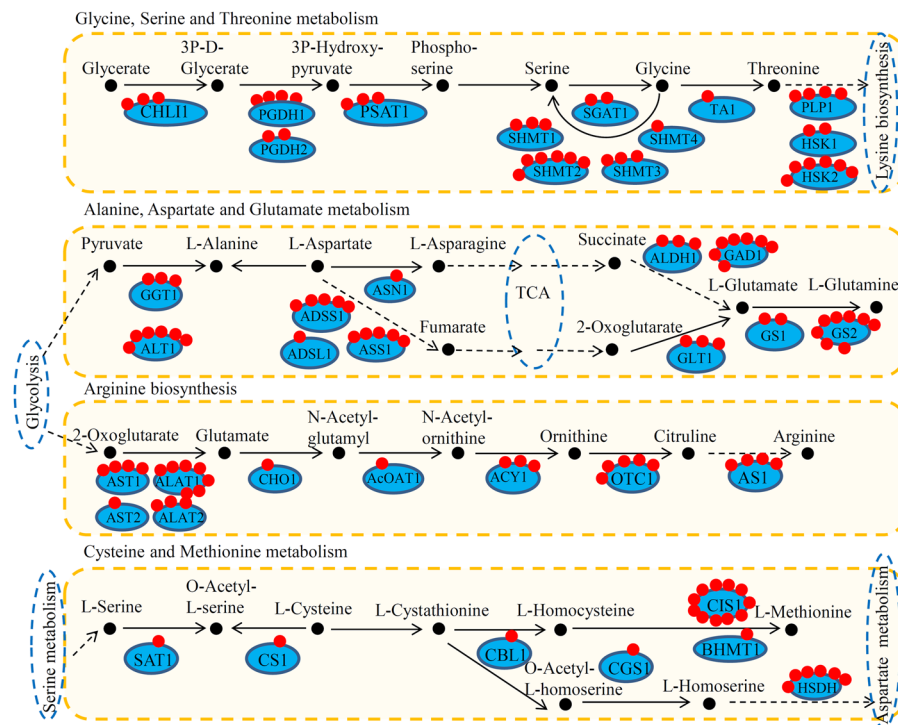 Glycine, Serine and Threonine metabolism
3P-D-
Glycerate
Glycerate
3P-Hydroxy-
pyruvate
Phospho-
serine
Serine
Glycine
Threonine
Lysine biosynthesis
CHLI1
PGDH1
PGDH2
PSAT1
SGAT1
TA1
PLP1
SHMT1
SHMT4
HSK1
SHMT2
SHMT3
HSK2
Alanine, Aspartate and Glutamate metabolism
Pyruvate
L-Alanine
L-Aspartate
L-Asparagine
Succinate
ALDH1
GAD1
GGT1
ASN1
TCA
L-Glutamate
L-Glutamine
ADSS1
Fumarate
2-Oxoglutarate
GS1
GS2
ALT1
ADSL1
ASS1
GLT1
Glycolysis
Arginine biosynthesis
2-Oxoglutarate
Glutamate
N-Acetyl-
glutamyl
N-Acetyl-
ornithine
Ornithine
Citruline
Arginine
AST1
ALAT1
CHO1
AcOAT1
ACY1
OTC1
AS1
AST2
ALAT2
Cysteine and Methionine metabolism
Serine metabolism
L-Serine
O-Acetyl-
L-serine
L-Cysteine
L-Cystathionine
L-Homocysteine
CIS1
L-Methionine
SAT1
CS1
CBL1
CGS1
BHMT1
O-Acetyl-
L-homoserine
L-Homoserine
HSDH
Aspartate metabolism